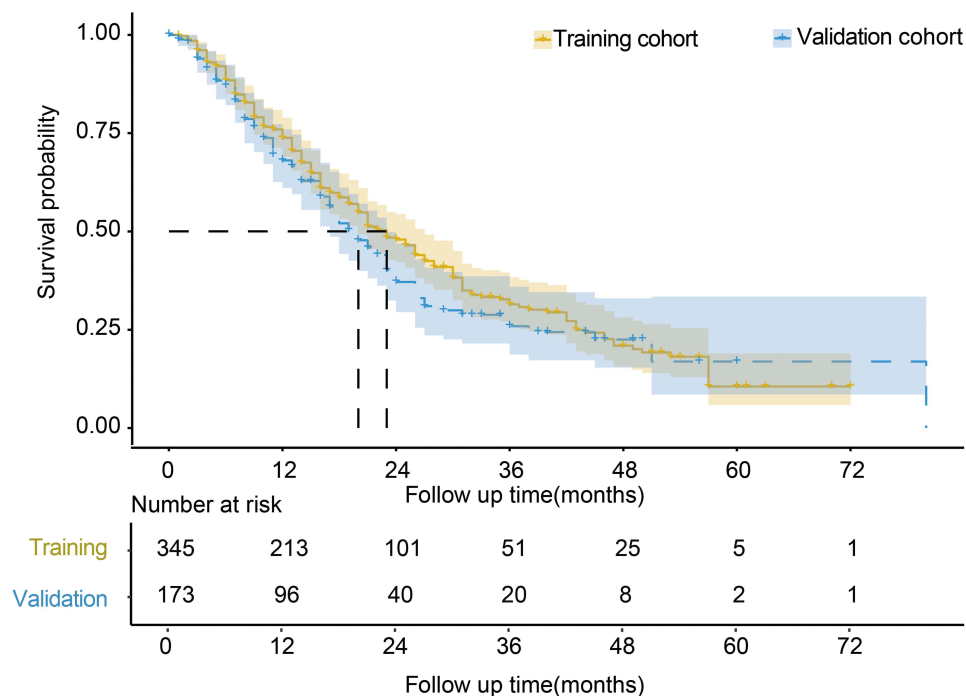 Training cohort Validation cohort
Survival probability
1.00
0.75
0.50
0.25
0.00
0 12 24 36 48 60 72
Follow up time(months)
Number at risk
Training 345 213 101 51 25 5 1
Validation 173 96 40 20 8 2 1
0 12 24 36 48 60 72
Follow up time(months)